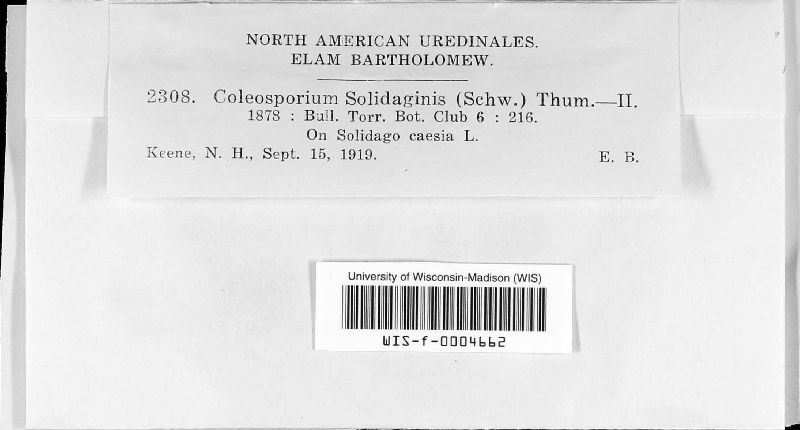 NORTH AMERICAN UREDINALES.
ELAM BARTHOLOMEW.
2308. Coleosporium Solidaginis (Schw.) Thum.—II.
1878 : Bull. Torr. Bot. Club 6 : 216.
On Solidago caesia L.
Keene, N. H., Sept. 15, 1919. E. B.
University of Wisconsin-Madison (WIS)
WIS-f-0004662